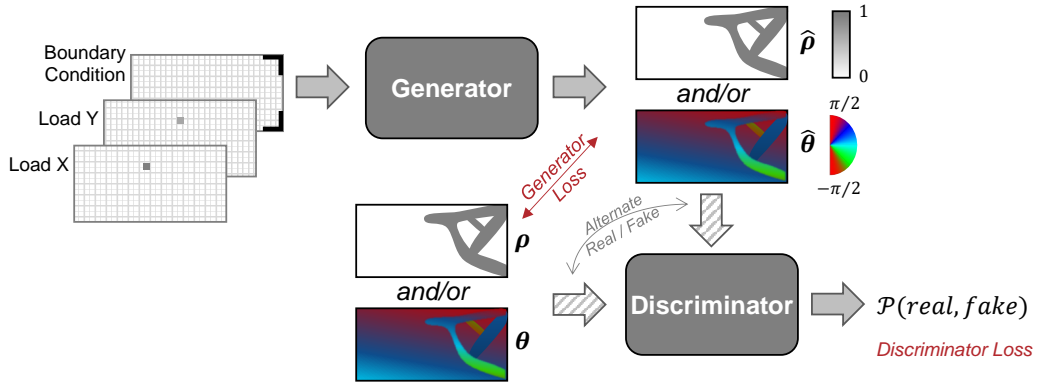 Boundary
Condition
Load Y
Load X
Generator
ρ̂
1
0
and/or
π/2
θ̂
−π/2
Generator
Loss
ρ
and/or
θ
Alternate
Real / Fake
Discriminator
𝒫(real, fake)
Discriminator Loss